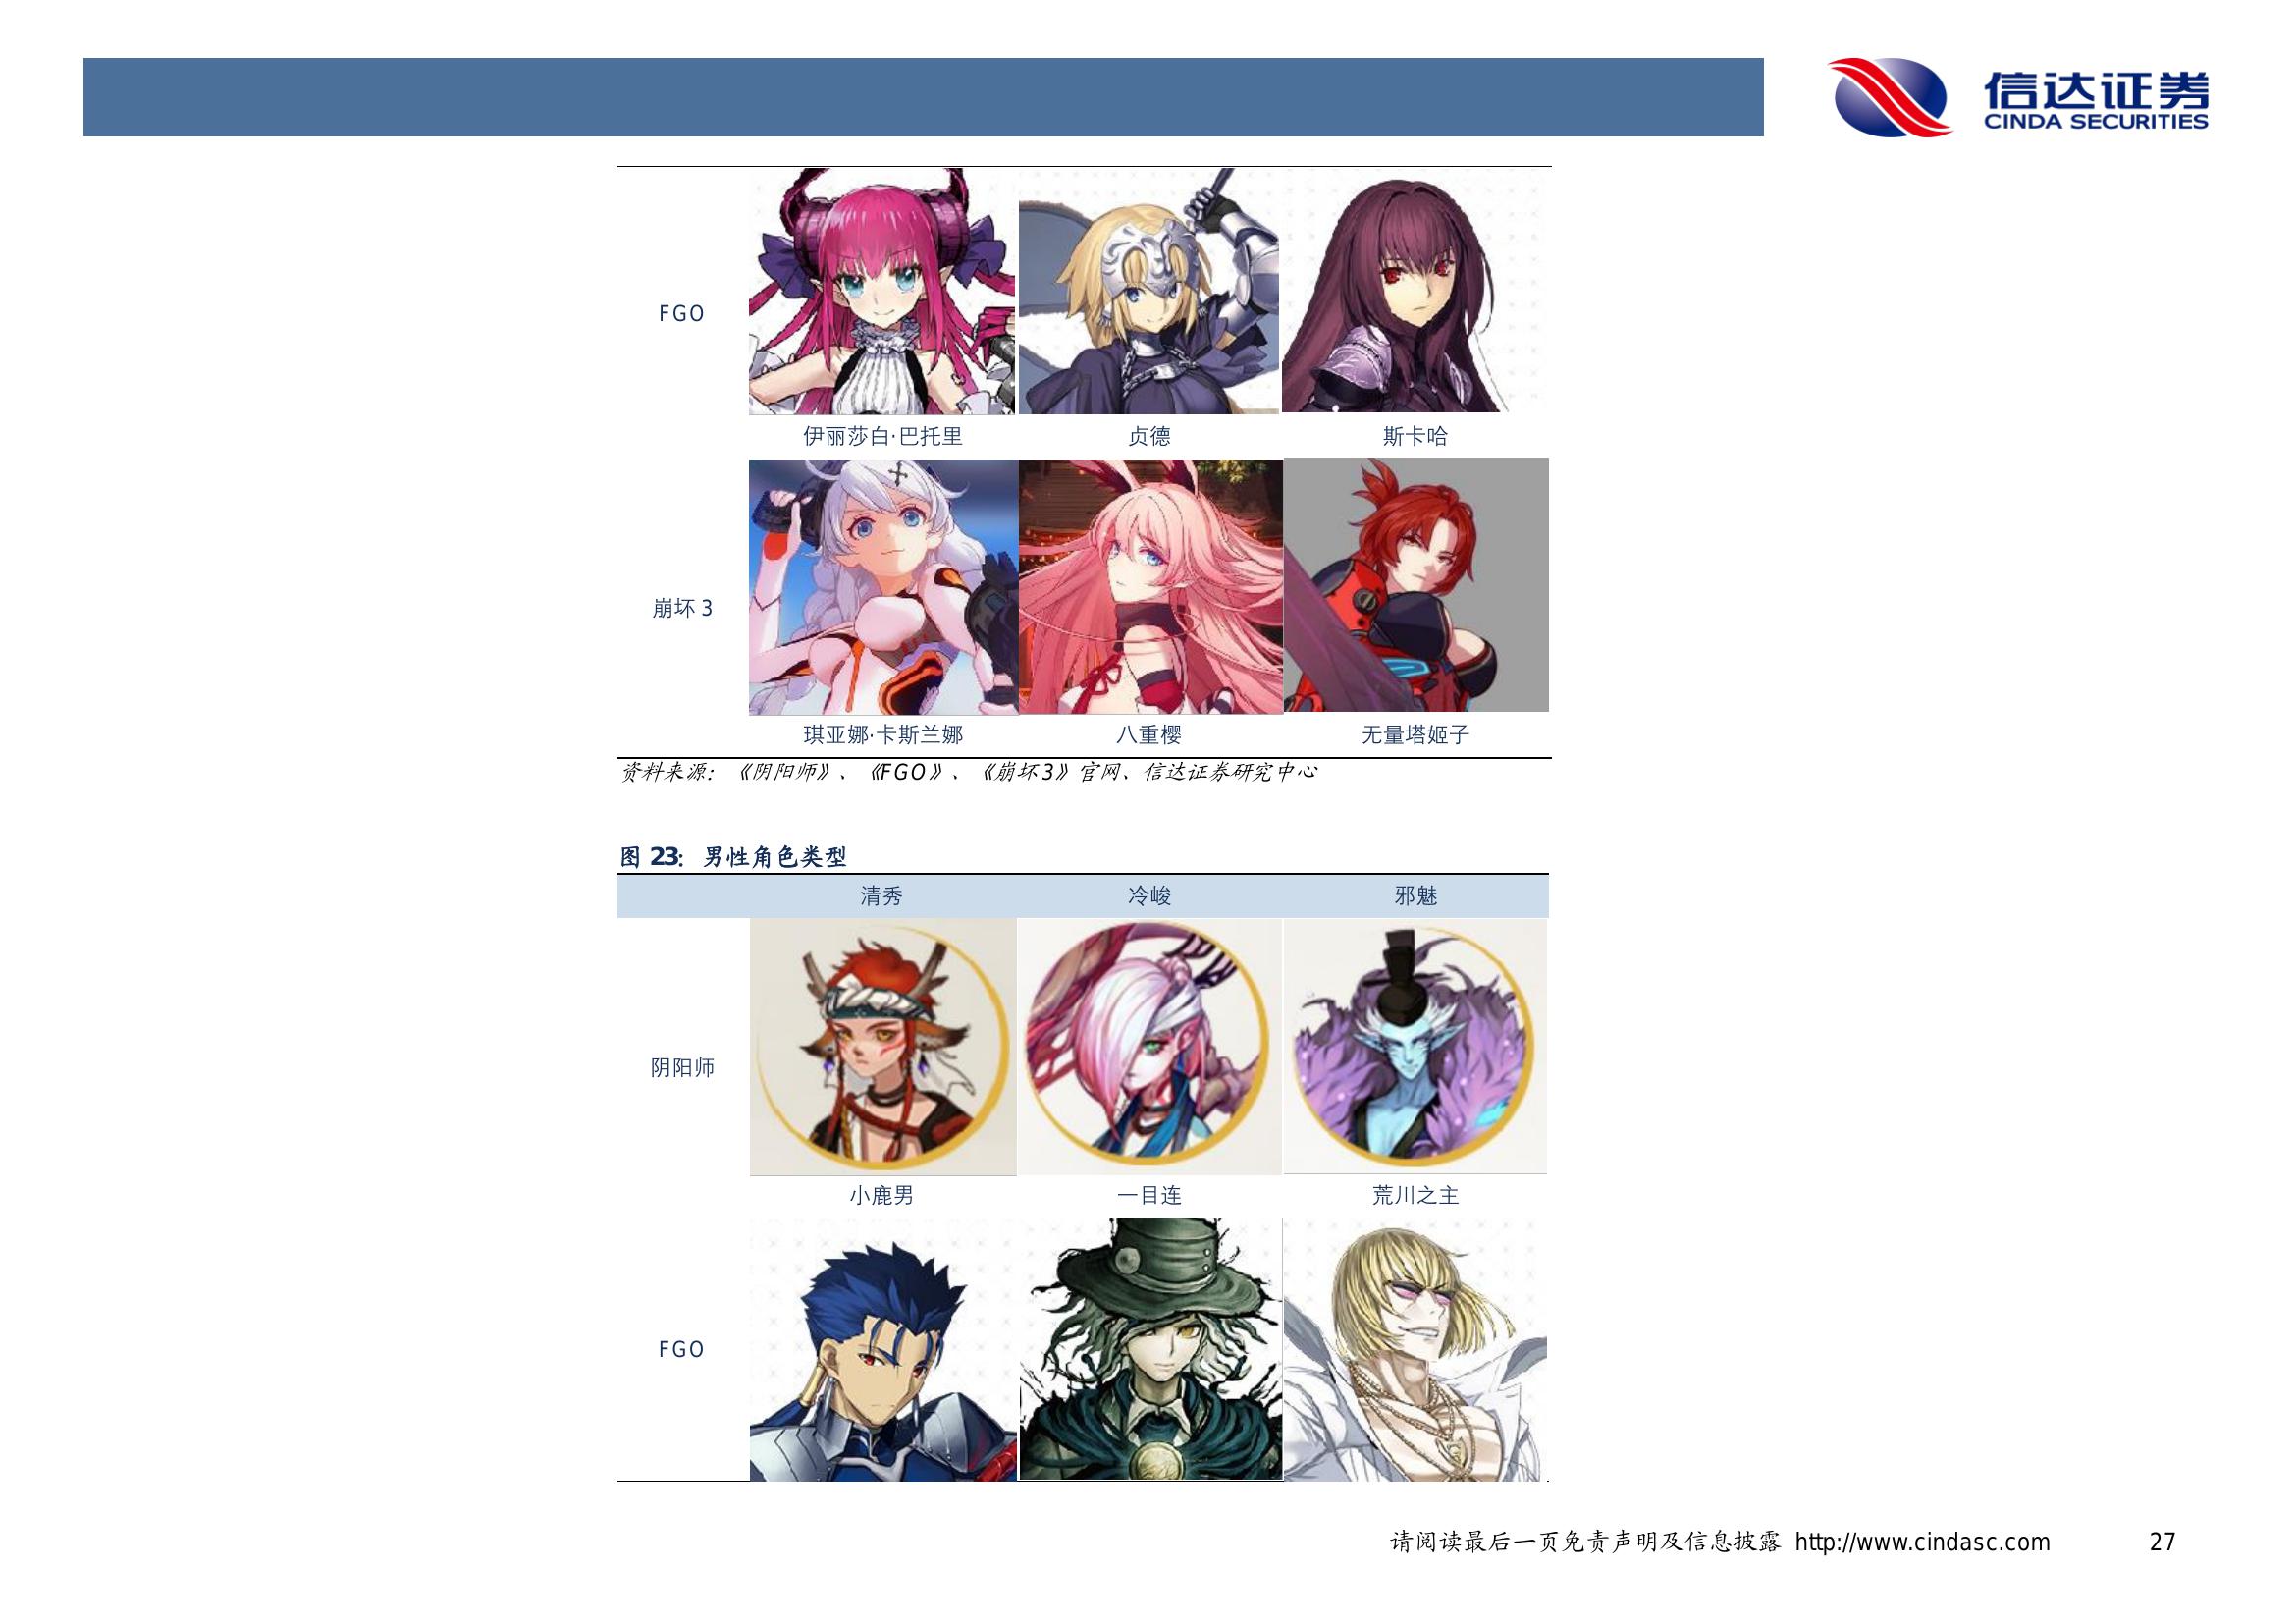 信达证券
CINDA SECURITIES
FGO
伊丽莎白·巴托里 贞德 斯卡哈
崩坏 3
琪亚娜·卡斯兰娜 八重樱 无量塔姬子
资料来源：《阴阳师》、《FGO》、《崩坏3》官网、信达证券研究中心
图 23：男性角色类型
清秀 冷峻 邪魅
阴阳师
小鹿男 一目连 荒川之主
FGO
请阅读最后一页免责声明及信息披露 http://www.cindasc.com 27